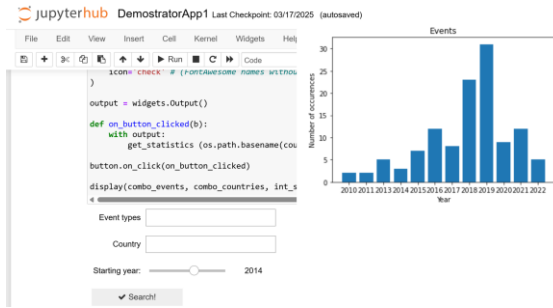 jupyterhub DemostratorApp1 Last Checkpoint: 03/17/2025 (autosaved)
File Edit View Insert Cell Kernel Widgets Help
Run Code
icon='check' # (FontAwesome names withou
)
output = widgets.Output()
def on_button_clicked(b):
with output:
get_statistics (os.path.basename(cou
button.on_click(on_button_clicked)
display(combo_events, combo_countries, int_s
Event types
Country
Starting year: 2014
Search!
Events
Number of occurences
30
25
20
15
10
5
0
2010 2011 2013 2014 2015 2016 2017 2018 2019 2020 2021 2022
Year